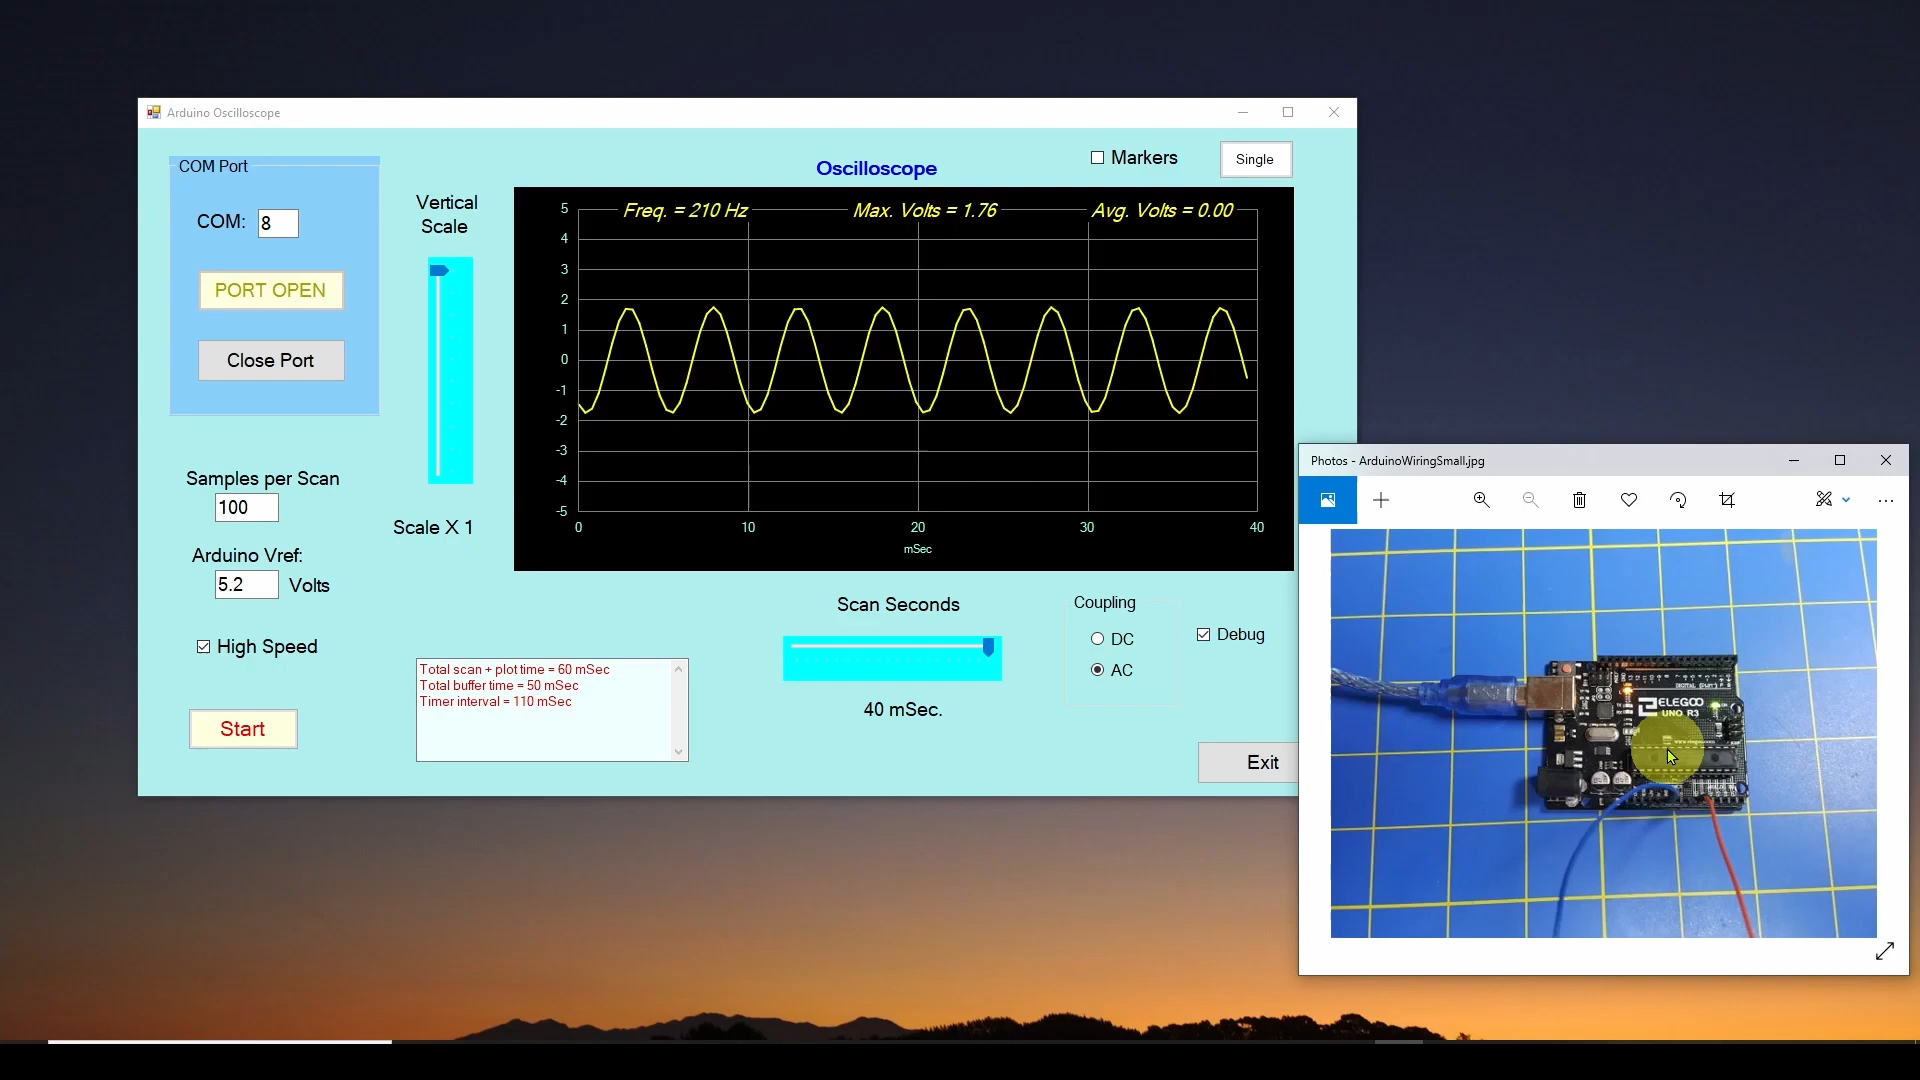 Arduino Oscilloscope
COM Port
COM: 8
PORT OPEN
Close Port
Samples per Scan
100
Arduino Vref:
5.2 Volts
High Speed
Start
Vertical
Scale
Scale X 1
Oscilloscope
Markers
Single
Freq. = 210 Hz
Max. Volts = 1.76
Avg. Volts = 0.00
5
4
3
2
1
0
-1
-2
-3
-4
-5
0 10 20 30 40
mSec
Total scan + plot time = 60 mSec
Total buffer time = 50 mSec
Timer interval = 110 mSec
Scan Seconds
40 mSec.
Coupling
DC
AC
Debug
Exit
Photos - ArduinoWiringSmall.jpg
ELEGOO
UNO R3